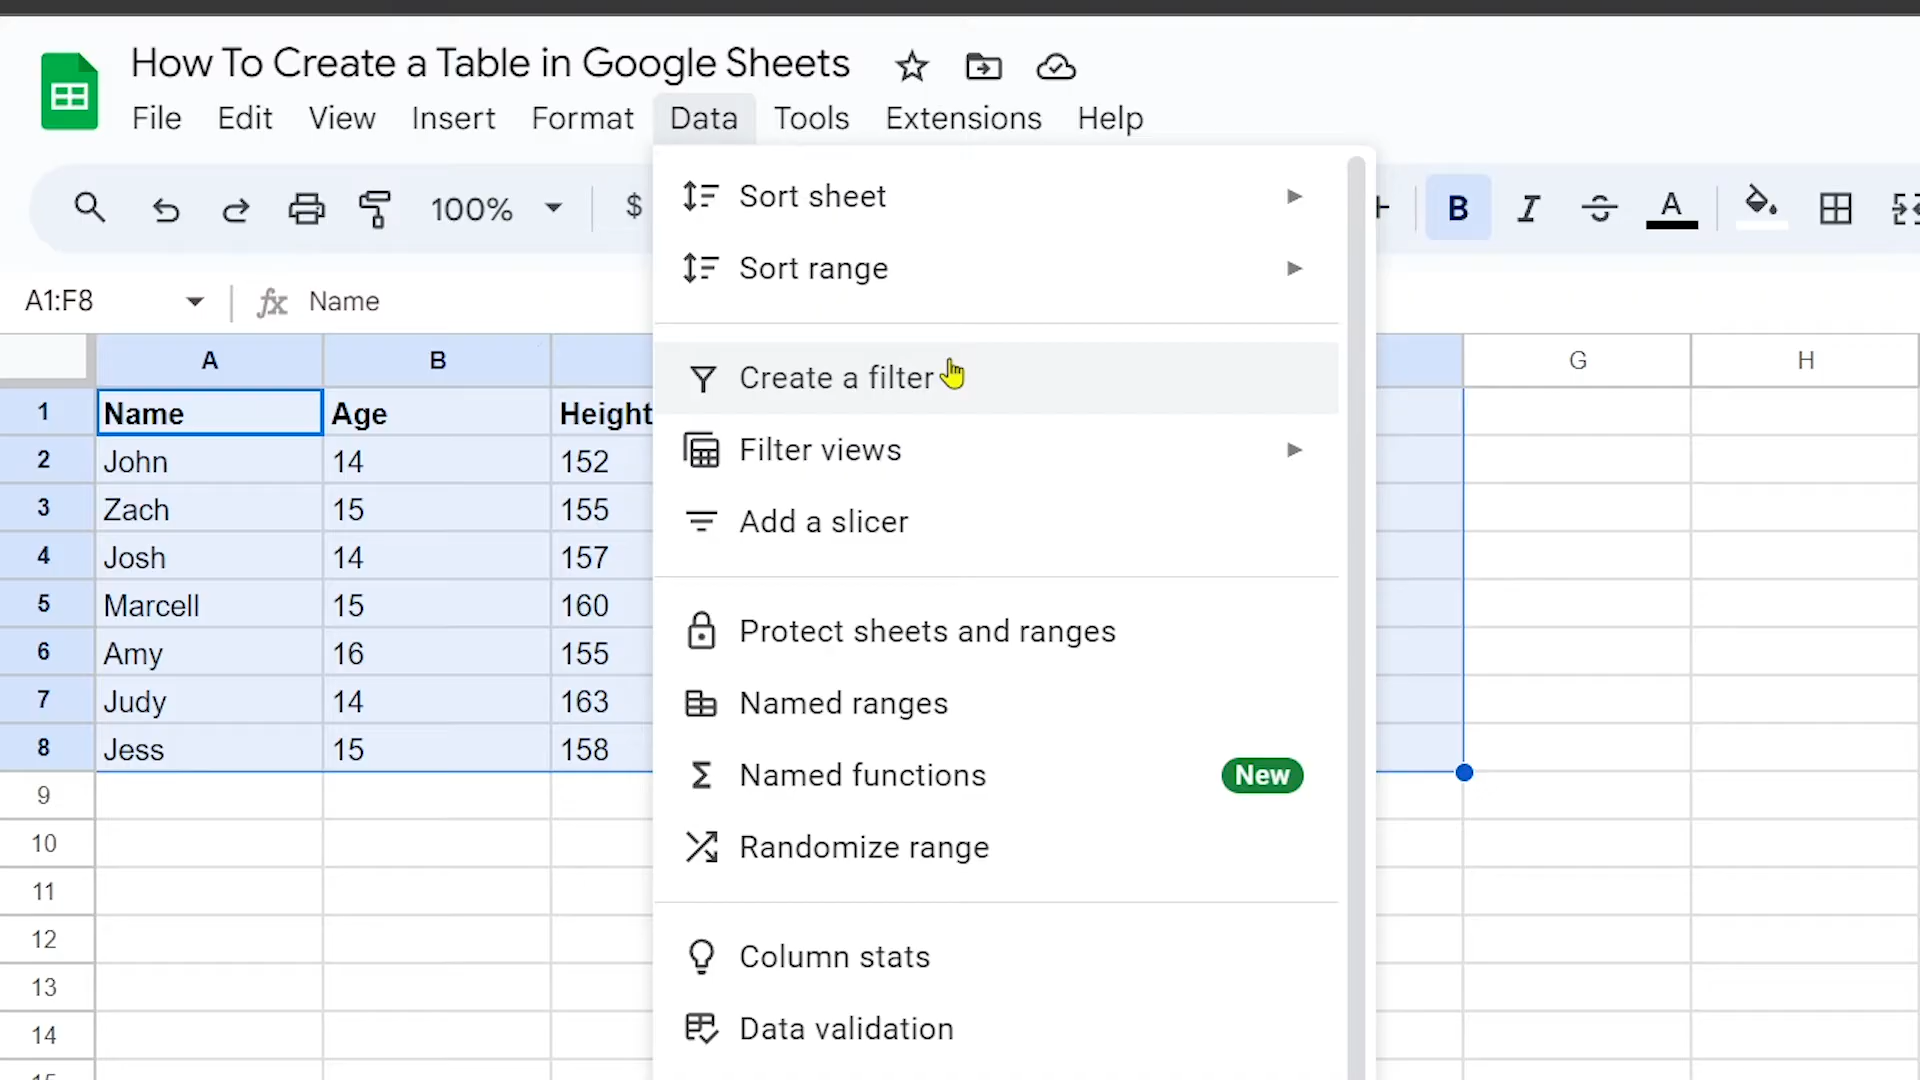 How To Create a Table in Google Sheets
File Edit View Insert Format Data Tools Extensions Help
100% $ B I S A
A1:F8 fx Name
A B G H
1 Name Age Height
2 John 14 152
3 Zach 15 155
4 Josh 14 157
5 Marcell 15 160
6 Amy 16 155
7 Judy 14 163
8 Jess 15 158
9
10
11
12
13
14
Sort sheet
Sort range
Create a filter
Filter views
Add a slicer
Protect sheets and ranges
Named ranges
Named functions New
Randomize range
Column stats
Data validation